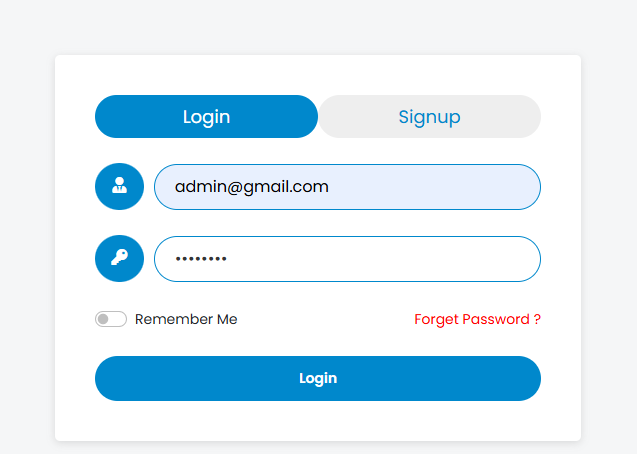 Login Signup
admin@gmail.com
••••••••
Remember Me Forget Password ?
Login